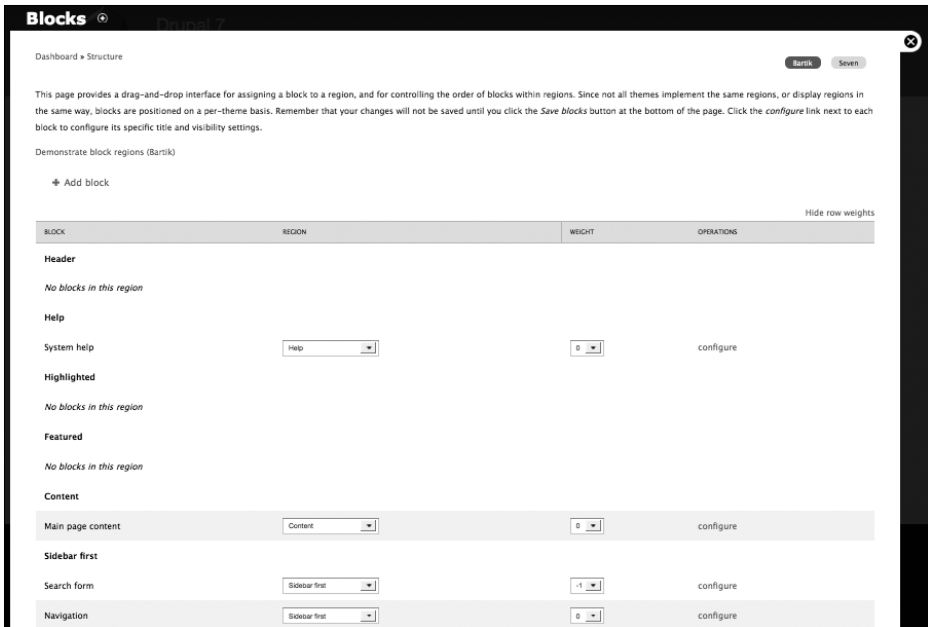 Blocks
Drupal 7
Dashboard » Structure
Bartik Seven
This page provides a drag-and-drop interface for assigning a block to a region, and for controlling the order of blocks within regions. Since not all themes implement the same regions, or display regions in
the same way, blocks are positioned on a per-theme basis. Remember that your changes will not be saved until you click the Save blocks button at the bottom of the page. Click the configure link next to each
block to configure its specific title and visibility settings.
Demonstrate block regions (Bartik)
+ Add block
Hide row weights
BLOCK REGION WEIGHT OPERATIONS
Header
No blocks in this region
Help
System help Help 0 configure
Highlighted
No blocks in this region
Featured
No blocks in this region
Content
Main page content Content 0 configure
Sidebar first
Search form Sidebar first -1 configure
Navigation Sidebar first 0 configure